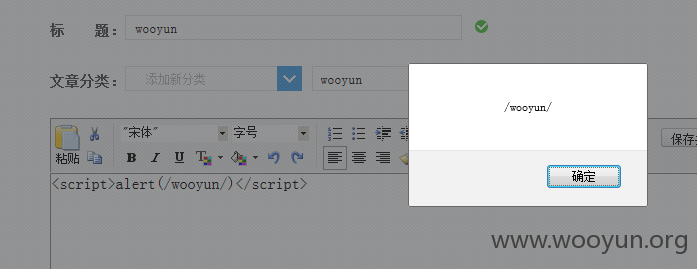 标 题： wooyun
文章分类： 添加新分类 wooyun
/wooyun/
确定
粘贴 "宋体" 字号 保存
B I U T
<script>alert(/wooyun/)</script>
www.wooyun.org